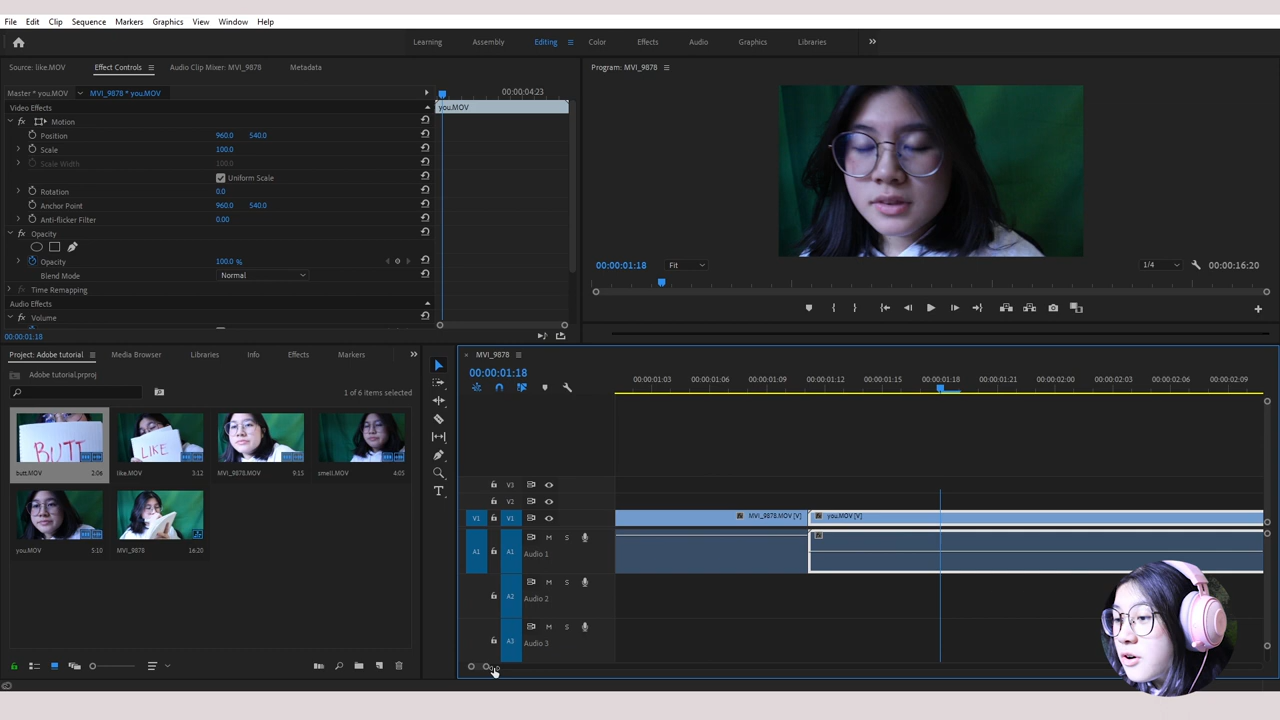 File Edit Clip Sequence Markers Graphics View Window Help
Learning Assembly Editing Color Effects Audio Graphics Libraries
Source: like.MOV Effect Controls Audio Clip Mixer: MVI_9878 Metadata
Master * you.MOV MVI_9878 * you.MOV 00:00:04:23
Video Effects you.MOV
fx Motion
Position 960.0 540.0
Scale 100.0
Scale Width 100.0
Uniform Scale
Rotation 0.0
Anchor Point 960.0 540.0
Anti-flicker Filter 0.00
fx Opacity
Opacity 100.0 %
Blend Mode Normal
Time Remapping
Audio Effects
fx Volume
00:00:01:18
Program: MVI_9878
00:00:01:18 Fit 1/4 00:00:16:20
Project: Adobe tutorial Media Browser Libraries Info Effects Markers
Adobe tutorial.prproj
1 of 6 items selected
BUTT LIKE
butt.MOV 2:06 like.MOV 3:12 MVI_9878.MOV 9:15 smell.MOV 4:05
you.MOV 5:10 MVI_9878 16:20
MVI_9878
00:00:01:18
00:00:01:03 00:00:01:06 00:00:01:09 00:00:01:12 00:00:01:15 00:00:01:18 00:00:01:21 00:00:02:00 00:00:02:03 00:00:02:06 00:00:02:09
V3
V2
V1 V1 MVI_9878.MOV [V] you.MOV [V]
A1 A1 M S
Audio 1
A2 M S
Audio 2
A3 M S
Audio 3